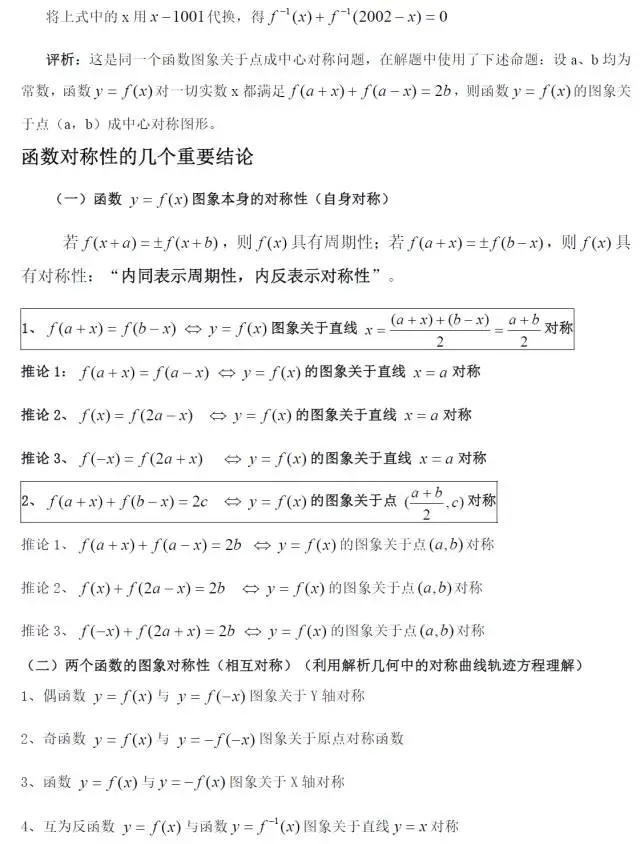 将上式中的 x 用 x－1001 代换，得 f⁻¹(x)+f⁻¹(2002－x)=0
评析：这是同一个函数图象关于点成中心对称问题，在解题中使用了下述命题：设 a、b 均为
常数，函数 y=f(x) 对一切实数 x 都满足 f(a+x)+f(a－x)=2b，则函数 y=f(x) 的图象关
于点（a，b）成中心对称图形。
函数对称性的几个重要结论
（一）函数 y=f(x) 图象本身的对称性（自身对称）
若 f(x+a)=±f(x+b)，则 f(x) 具有周期性；若 f(a+x)=±f(b－x)，则 f(x) 具
有对称性：“内同表示周期性，内反表示对称性”。
1、 f(a+x)=f(b－x) ⇔ y=f(x) 图象关于直线 x=\frac{(a+x)+(b－x)}{2}=\frac{a+b}{2} 对称
推论 1： f(a+x)=f(a－x) ⇔ y=f(x) 的图象关于直线 x=a 对称
推论 2、 f(x)=f(2a－x) ⇔ y=f(x) 的图象关于直线 x=a 对称
推论 3、 f(－x)=f(2a+x) ⇔ y=f(x) 的图象关于直线 x=a 对称
2、 f(a+x)+f(b－x)=2c ⇔ y=f(x) 的图象关于点 (\frac{a+b}{2},c) 对称
推论 1、 f(a+x)+f(a－x)=2b ⇔ y=f(x) 的图象关于点 (a,b) 对称
推论 2、 f(x)+f(2a－x)=2b ⇔ y=f(x) 的图象关于点 (a,b) 对称
推论 3、 f(－x)+f(2a+x)=2b ⇔ y=f(x) 的图象关于点 (a,b) 对称
（二）两个函数的图象对称性（相互对称）（利用解析几何中的对称曲线轨迹方程理解）
1、偶函数 y=f(x) 与 y=f(－x) 图象关于 Y 轴对称
2、奇函数 y=f(x) 与 y=－f(－x) 图象关于原点对称函数
3、函数 y=f(x) 与 y=－f(x) 图象关于 X 轴对称
4、互为反函数 y=f(x) 与函数 y=f⁻¹(x) 图象关于直线 y=x 对称